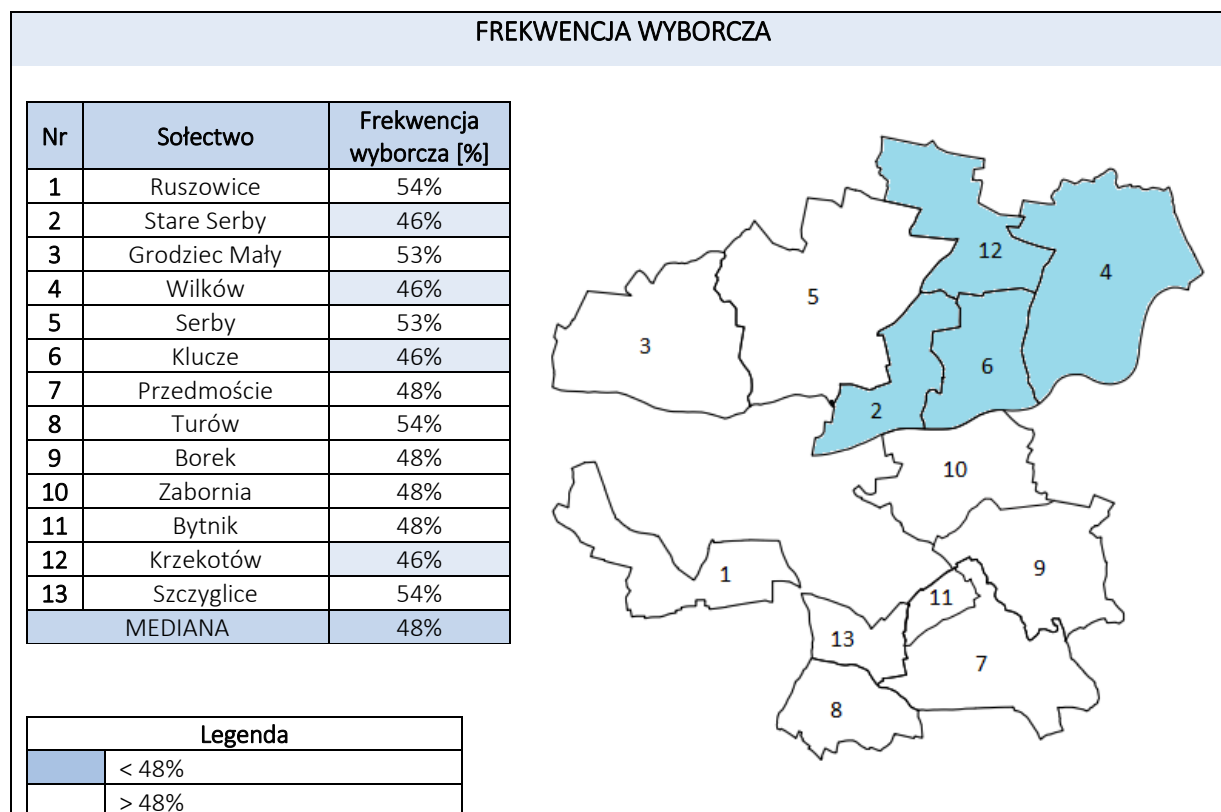 FREKWENCJA WYBORCZA
Nr Sołectwo Frekwencja wyborcza [%]
1 Ruszowice 54%
2 Stare Serby 46%
3 Grodziec Mały 53%
4 Wilków 46%
5 Serby 53%
6 Klucze 46%
7 Przedmoście 48%
8 Turów 54%
9 Borek 48%
10 Zabornia 48%
11 Bytnik 48%
12 Krzekotów 46%
13 Szczyglice 54%
MEDIANA 48%
12
4
5
3
6
2
10
9
1
11
13
7
8
Legenda
< 48%
> 48%